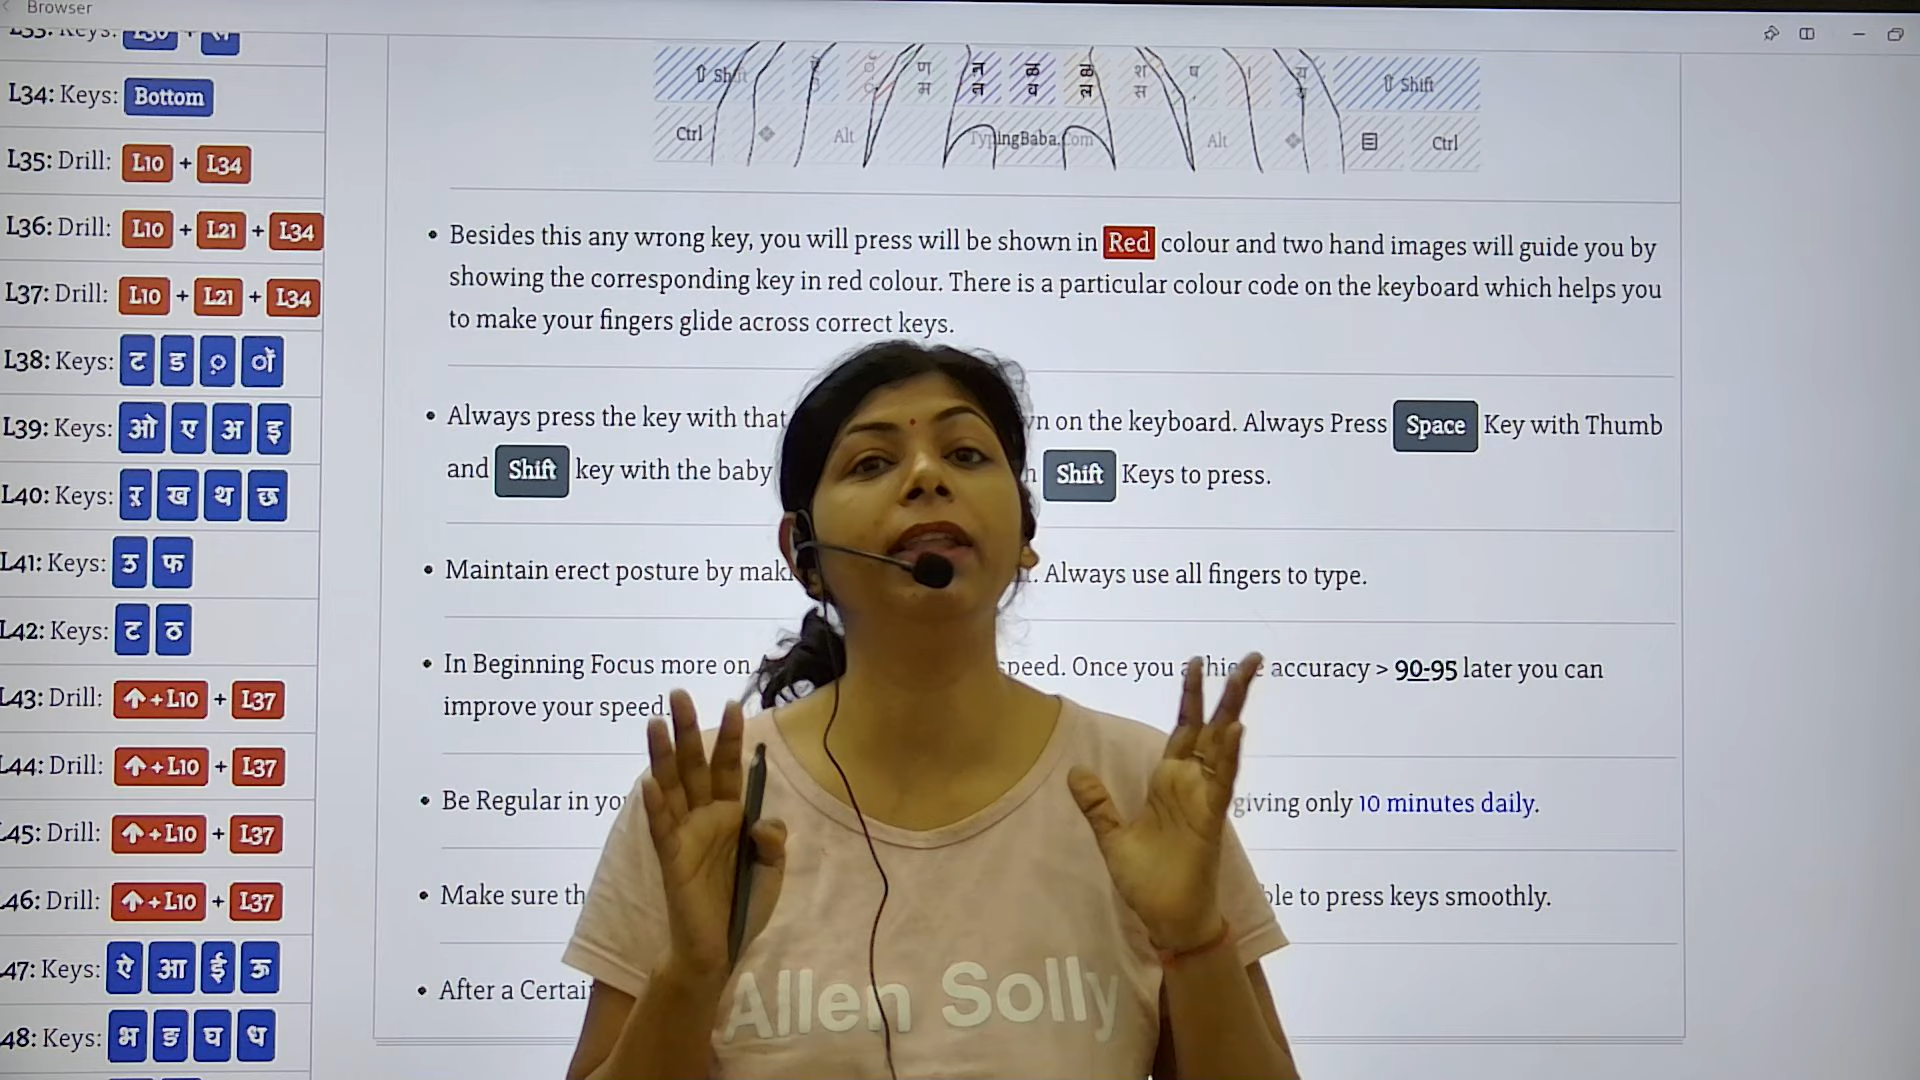 Browser
L34: Keys: Bottom
L35: Drill: L10 + L34
L36: Drill: L10 + L21 + L34
L37: Drill: L10 + L21 + L34
L38: Keys: ट ड ़ ॉ
L39: Keys: ओ ए अ इ
L40: Keys: ऱ ख थ छ
L41: Keys: उ फ
L42: Keys: ट ठ
L43: Drill: ↑ + L10 + L37
L44: Drill: ↑ + L10 + L37
L45: Drill: ↑ + L10 + L37
L46: Drill: ↑ + L10 + L37
L47: Keys: ऐ आ ई ऊ
L48: Keys: भ ङ घ ध
⇧ Shift ण म न ळ व श स ष य ⇧ Shift
Ctrl Alt TypingBaba.Com Alt Ctrl
• Besides this any wrong key, you will press will be shown in Red colour and two hand images will guide you by
showing the corresponding key in red colour. There is a particular colour code on the keyboard which helps you
to make your fingers glide across correct keys.
• Always press the key with that on the keyboard. Always Press Space Key with Thumb
and Shift key with the baby Shift Keys to press.
• Maintain erect posture by Always use all fingers to type.
• In Beginning Focus more on speed. Once you achieve accuracy > 90-95 later you can
improve your speed.
• Be Regular in giving only 10 minutes daily.
• Make sure to press keys smoothly.
• After a
Allen Solly